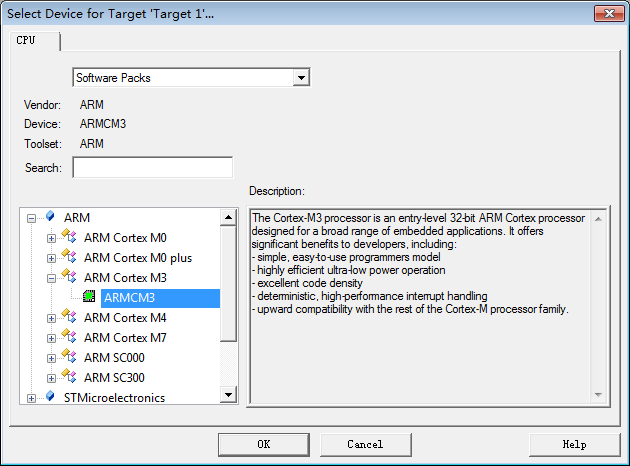 Select Device for Target 'Target 1'...
CPU
Software Packs
Vendor: ARM
Device: ARMCM3
Toolset: ARM
Search:
ARM
ARM Cortex M0
ARM Cortex M0 plus
ARM Cortex M3
ARMCM3
ARM Cortex M4
ARM Cortex M7
ARM SC000
ARM SC300
STMicroelectronics
Description:
The Cortex-M3 processor is an entry-level 32-bit ARM Cortex processor
designed for a broad range of embedded applications. It offers
significant benefits to developers, including:
- simple, easy-to-use programmers model
- highly efficient ultra-low power operation
- excellent code density
- deterministic, high-performance interrupt handling
- upward compatibility with the rest of the Cortex-M processor family.
OK
Cancel
Help